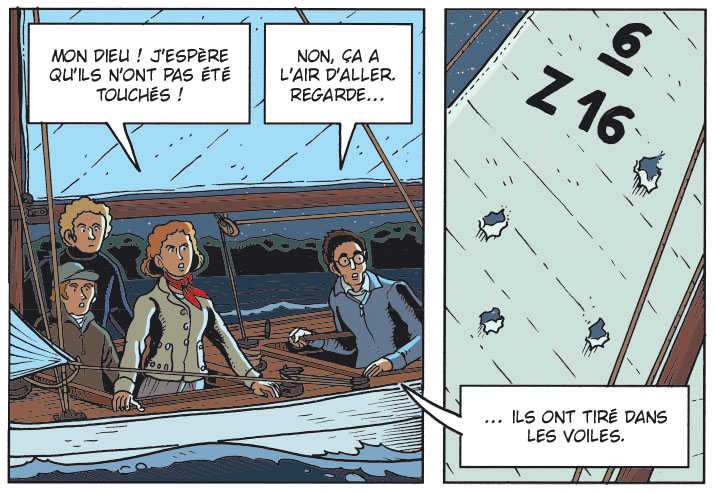 MON DIEU ! J'ESPÈRE
QU'ILS N'ONT PAS ÉTÉ
TOUCHÉS !
NON, ÇA A
L'AIR D'ALLER.
REGARDE...
6
Z 16
... ILS ONT TIRÉ DANS
LES VOILES.